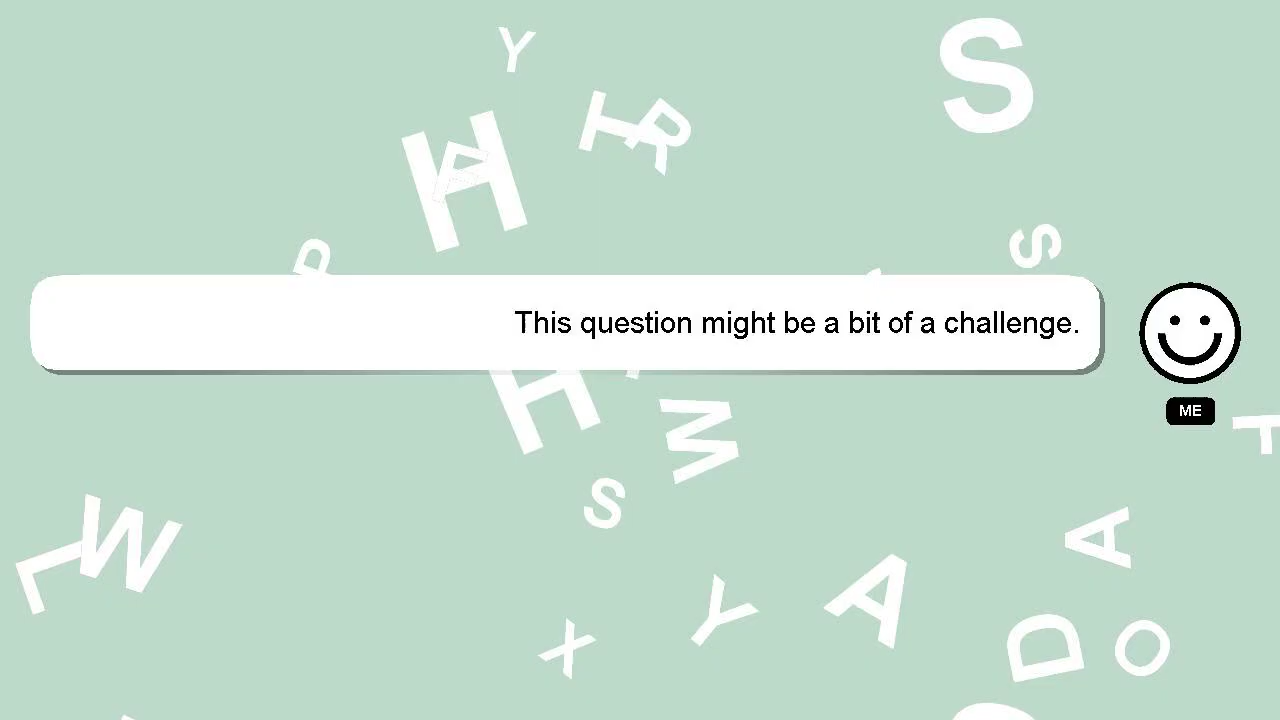 Y
S
T
R
H
A
P
S
This question might be a bit of a challenge.
ME
H
W
S
W
L
A
Y
X
A
D
O